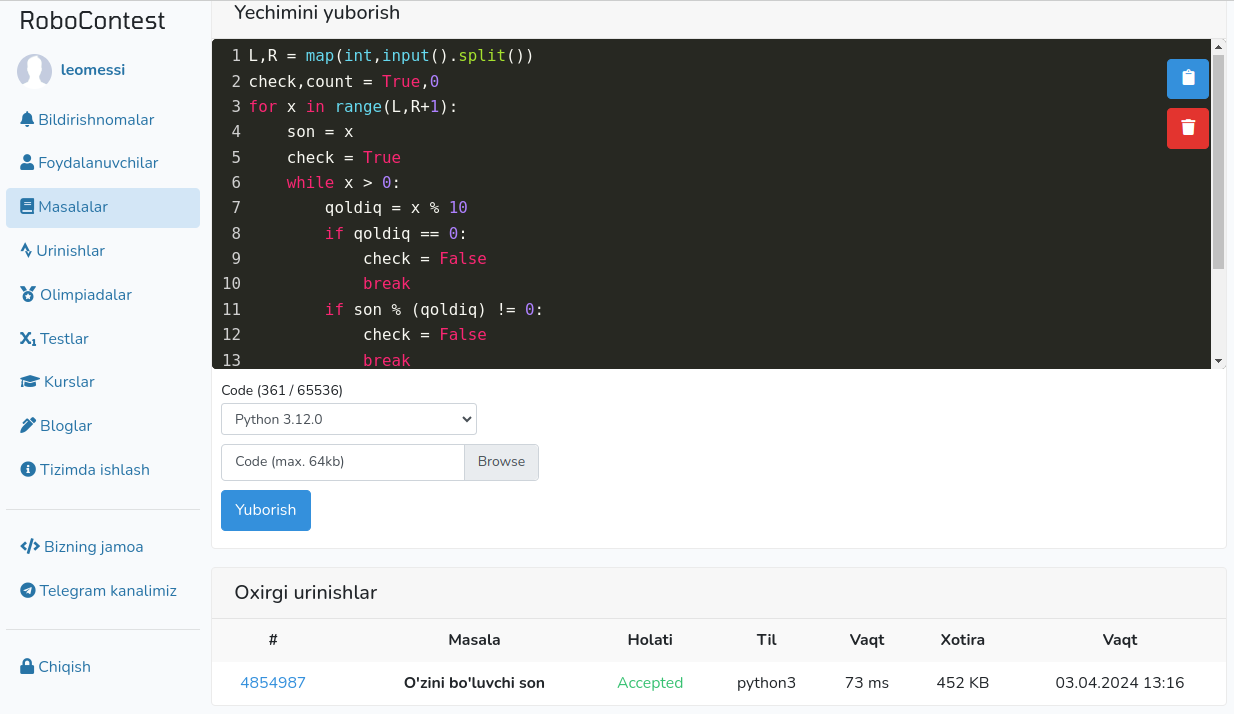 RoboContest
leomessi
Bildirishnomalar
Foydalanuvchilar
Masalalar
Urinishlar
Olimpiadalar
Testlar
Kurslar
Bloglar
Tizimda ishlash
Bizning jamoa
Telegram kanalimiz
Chiqish
Yechimini yuborish
1 L,R = map(int,input().split())
2 check,count = True,0
3 for x in range(L,R+1):
4     son = x
5     check = True
6     while x > 0:
7         qoldiq = x % 10
8         if qoldiq == 0:
9             check = False
10             break
11         if son % (qoldiq) != 0:
12             check = False
13             break
Code (361 / 65536)
Python 3.12.0
Code (max. 64kb) Browse
Yuborish
Oxirgi urinishlar
# Masala Holati Til Vaqt Xotira Vaqt
4854987 O'zini bo'luvchi son Accepted python3 73 ms 452 KB 03.04.2024 13:16